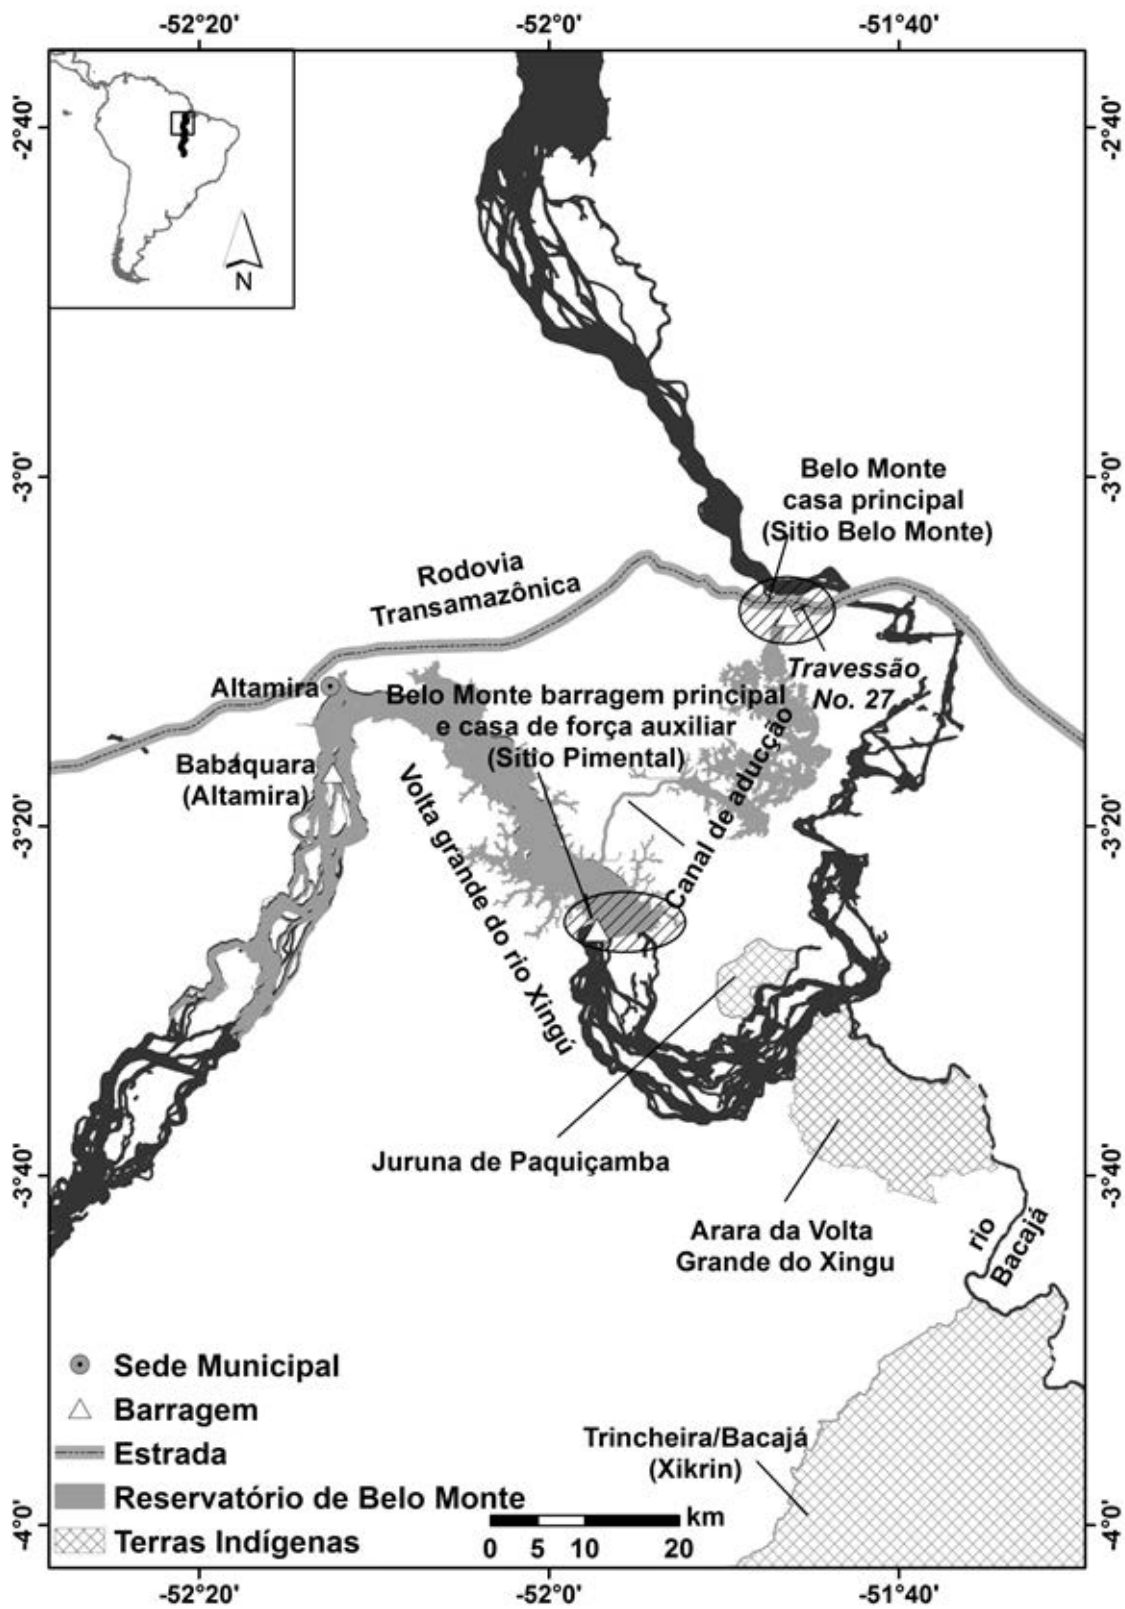 -52°20'
-52°0'
-51°40'
-2°40'
-2°40'
N
-3°0'
-3°0'
Belo Monte
casa principal
(Sitio Belo Monte)
Rodovia
Transamazônica
Altamira
Travessão
No. 27
Belo Monte barragem principal
e casa de força auxiliar
(Sítio Pimental)
Babaquara
(Altamira)
Volta grande do rio Xingú
Canal de aducção
-3°20'
-3°20'
Juruna de Paquiçamba
-3°40'
-3°40'
Arara da Volta
Grande do Xingu
rio
Bacajá
Sede Municipal
Barragem
Estrada
Reservatório de Belo Monte
Terras Indígenas
Trincheira/Bacajá
(Xikrin)
km
0 5 10 20
-4°0'
-4°0'
-52°20'
-52°0'
-51°40'